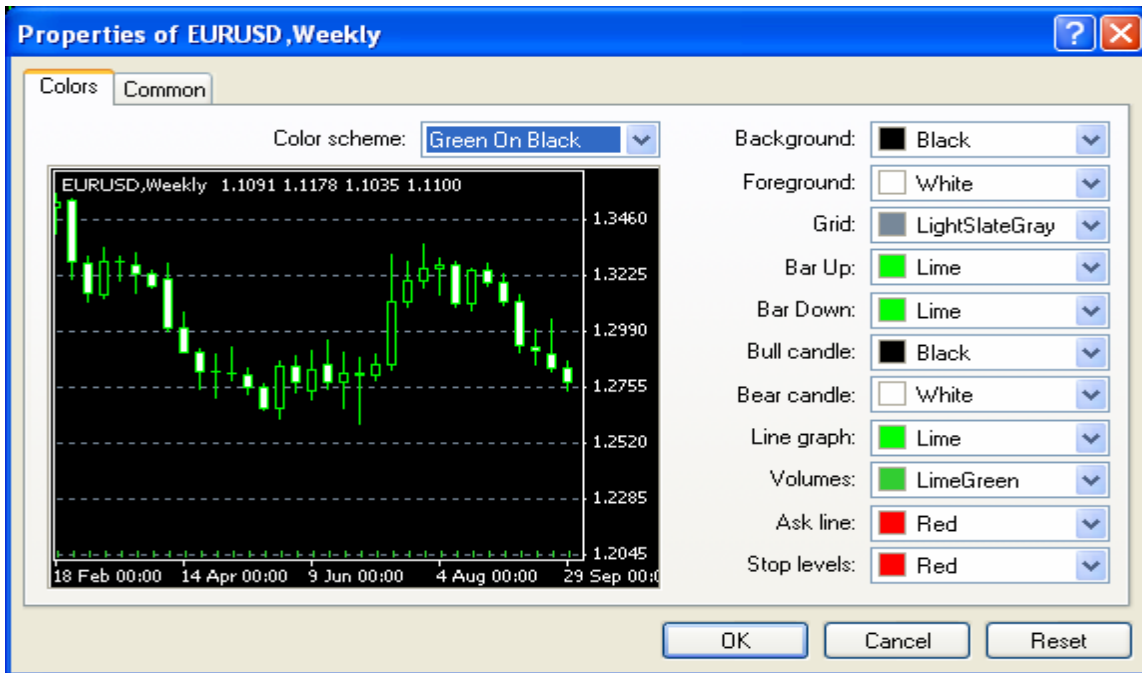 Properties of EURUSD,Weekly
Colors Common
Color scheme: Green On Black
EURUSD,Weekly 1.1091 1.1178 1.1035 1.1100
1.3460
1.3225
1.2990
1.2755
1.2520
1.2285
1.2045
18 Feb 00:00 14 Apr 00:00 9 Jun 00:00 4 Aug 00:00 29 Sep 00:
Background: Black
Foreground: White
Grid: LightSlateGray
Bar Up: Lime
Bar Down: Lime
Bull candle: Black
Bear candle: White
Line graph: Lime
Volumes: LimeGreen
Ask line: Red
Stop levels: Red
OK Cancel Reset